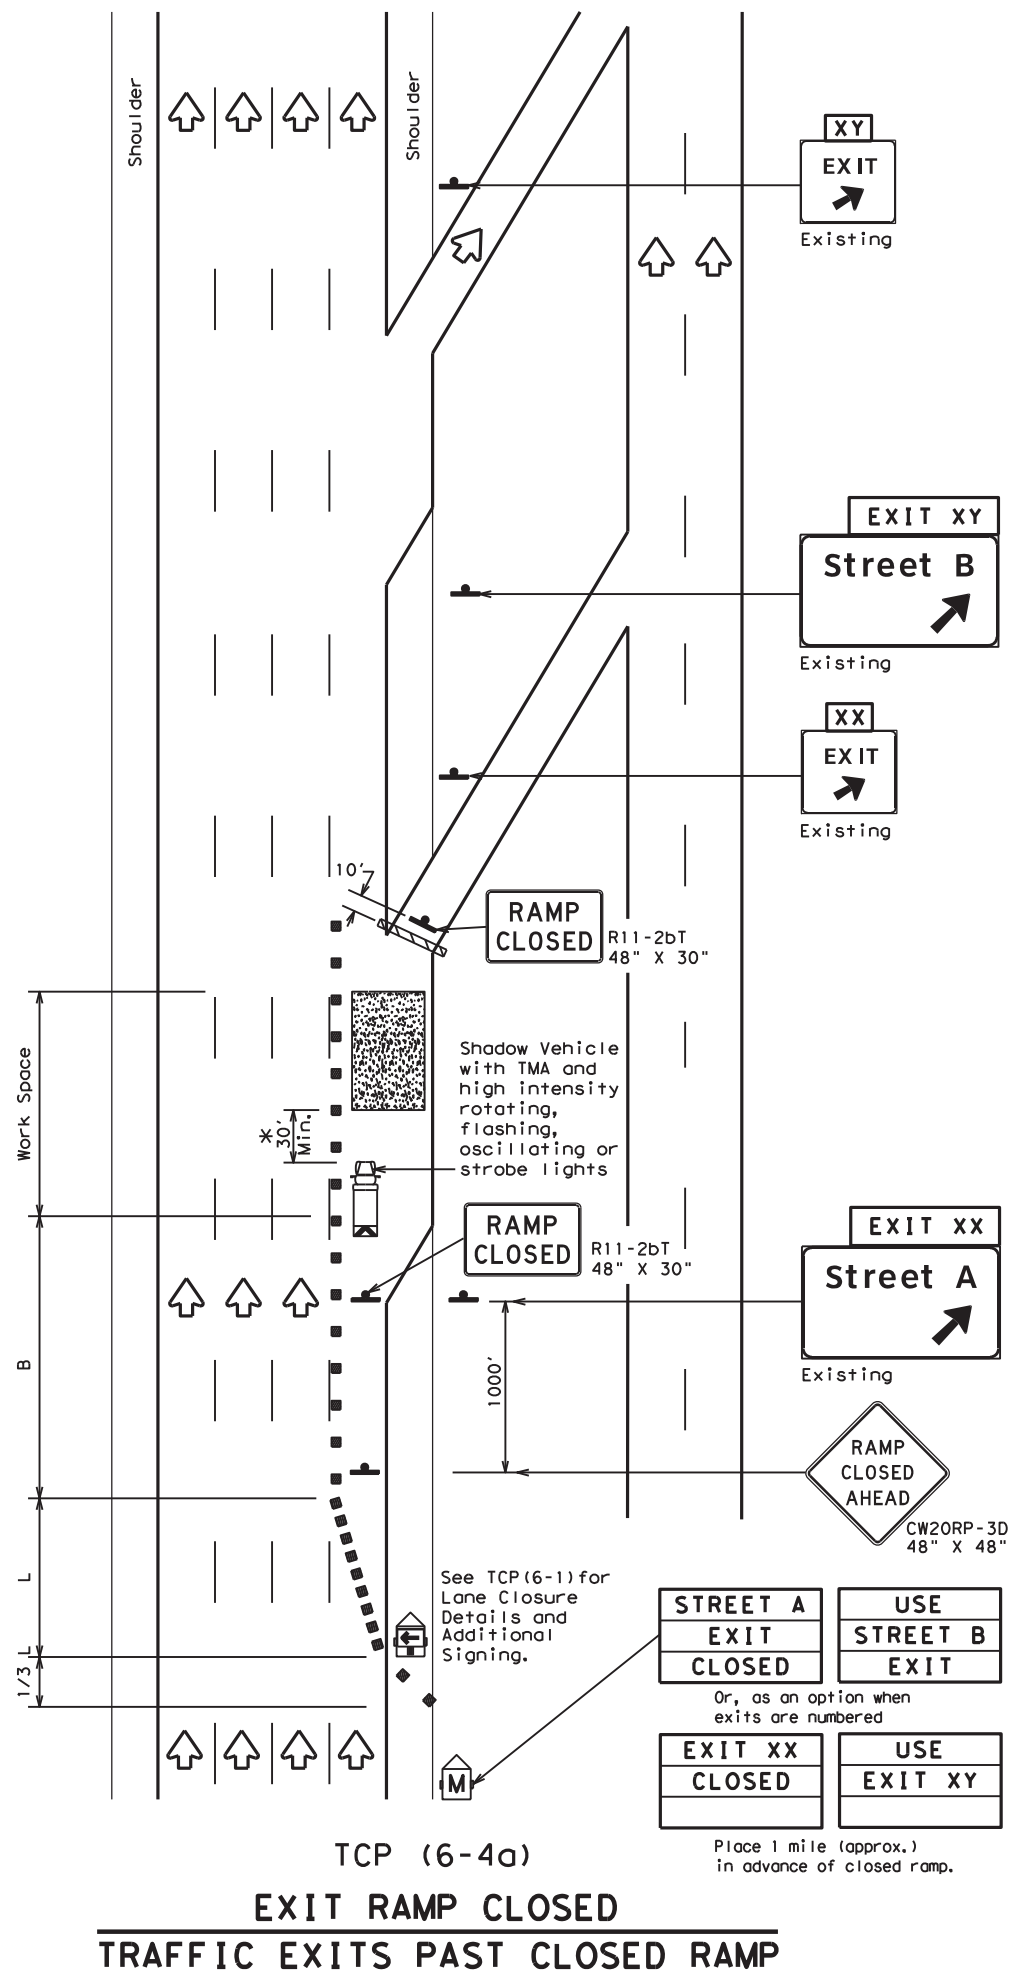 Shoulder
Shoulder
XY
EXIT
Existing
EXIT XY
Street B
Existing
XX
EXIT
Existing
10'
RAMP
CLOSED
R11-2bT
48" X 30"
Work Space
*
30'
Min.
Shadow Vehicle
with TMA and
high intensity
rotating,
flashing,
oscillating or
strobe lights
RAMP
CLOSED
R11-2bT
48" X 30"
EXIT XX
Street A
Existing
B
1000'
RAMP
CLOSED
AHEAD
CW20RP-3D
48" X 48"
L
1/3 L
See TCP(6-1)for
Lane Closure
Details and
Additional
Signing.
STREET A
EXIT
CLOSED
USE
STREET B
EXIT
Or, as an option when
exits are numbered
EXIT XX
CLOSED
USE
EXIT XY
M
Place 1 mile (approx.)
in advance of closed ramp.
TCP (6-4a)
EXIT RAMP CLOSED
TRAFFIC EXITS PAST CLOSED RAMP